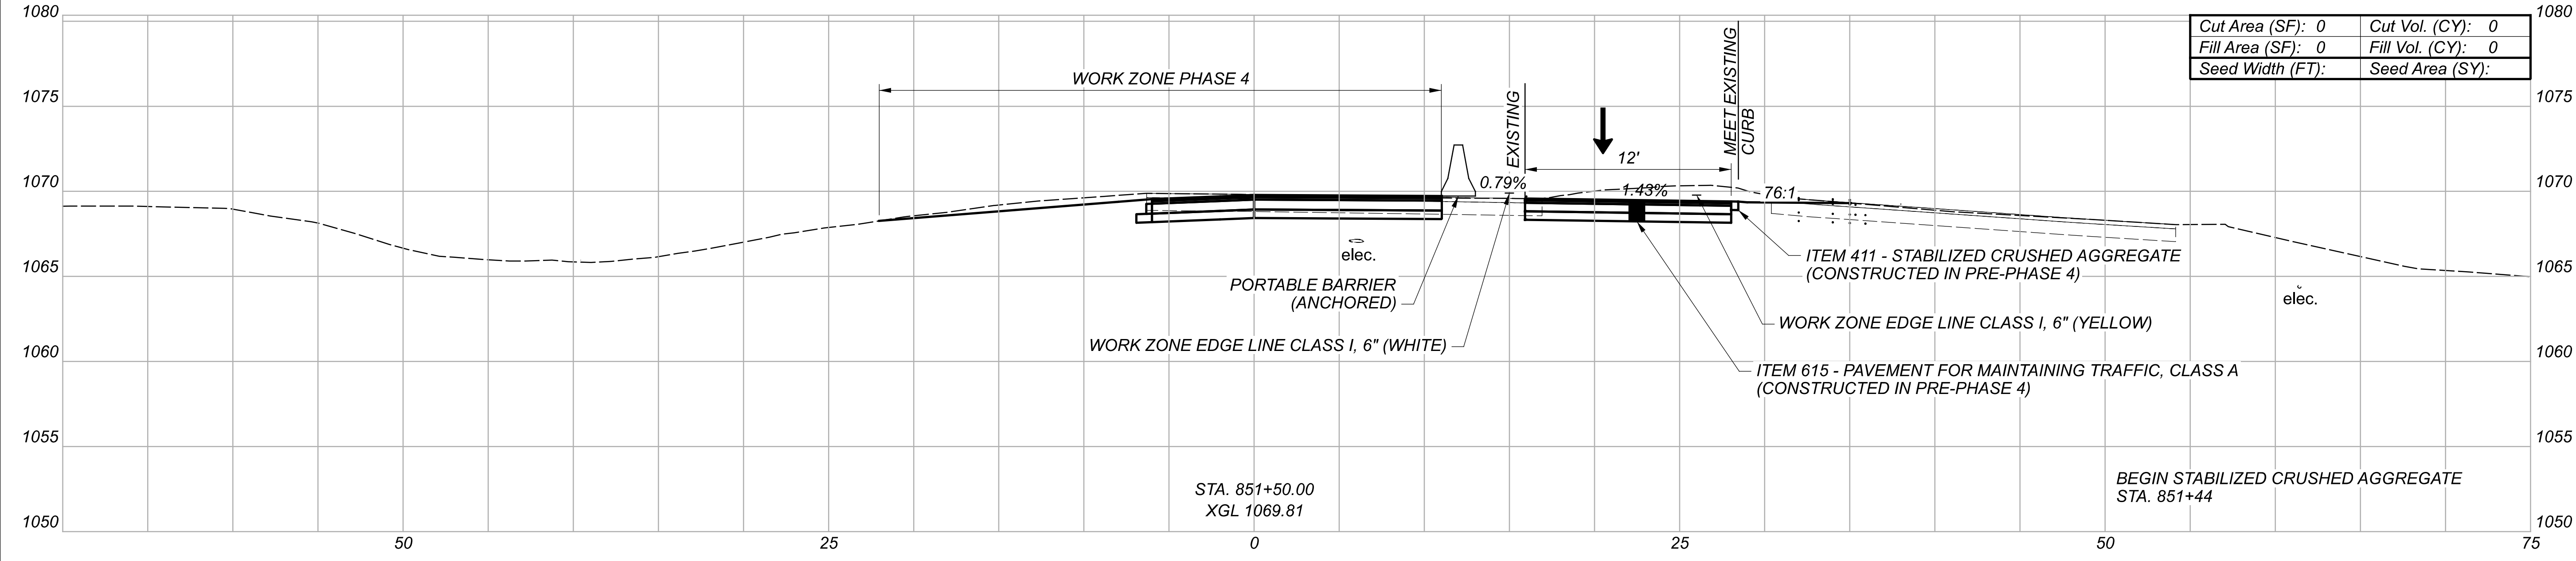 1080
1080
Cut Area (SF): 0 Cut Vol. (CY): 0
Fill Area (SF): 0 Fill Vol. (CY): 0
Seed Width (FT): Seed Area (SY):
WORK ZONE PHASE 4
EXISTING
MEET EXISTING
CURB
1075
1075
12'
0.79%
1.43%
76:1
1070
1070
elec.
ITEM 411 - STABILIZED CRUSHED AGGREGATE
(CONSTRUCTED IN PRE-PHASE 4)
1065
1065
PORTABLE BARRIER
(ANCHORED)
elec.
WORK ZONE EDGE LINE CLASS I, 6" (YELLOW)
WORK ZONE EDGE LINE CLASS I, 6" (WHITE)
1060
1060
ITEM 615 - PAVEMENT FOR MAINTAINING TRAFFIC, CLASS A
(CONSTRUCTED IN PRE-PHASE 4)
1055
1055
STA. 851+50.00
XGL 1069.81
BEGIN STABILIZED CRUSHED AGGREGATE
STA. 851+44
1050
1050
50 25 0 25 50 75